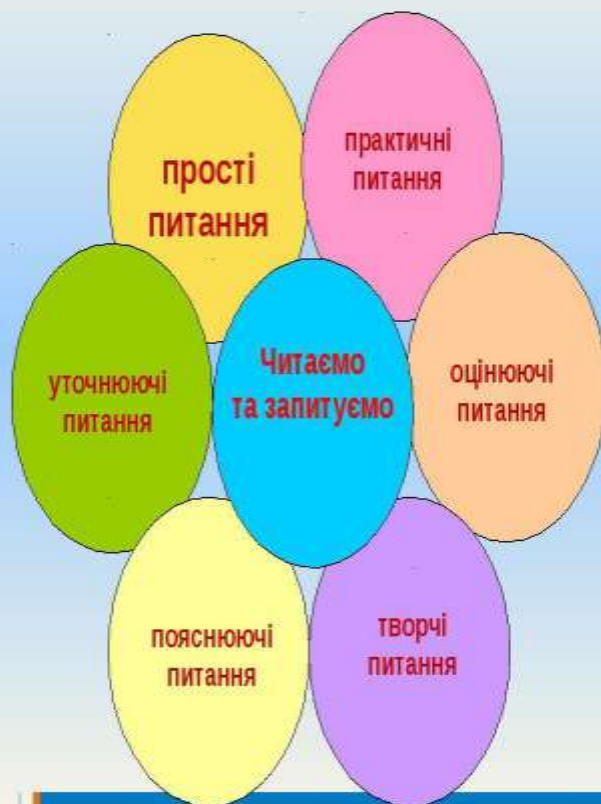 прості
питання
практичні
питання
уточнюючі
питання
Читаємо
та запитуємо
оцінюючі
питання
пояснюючі
питання
творчі
питання